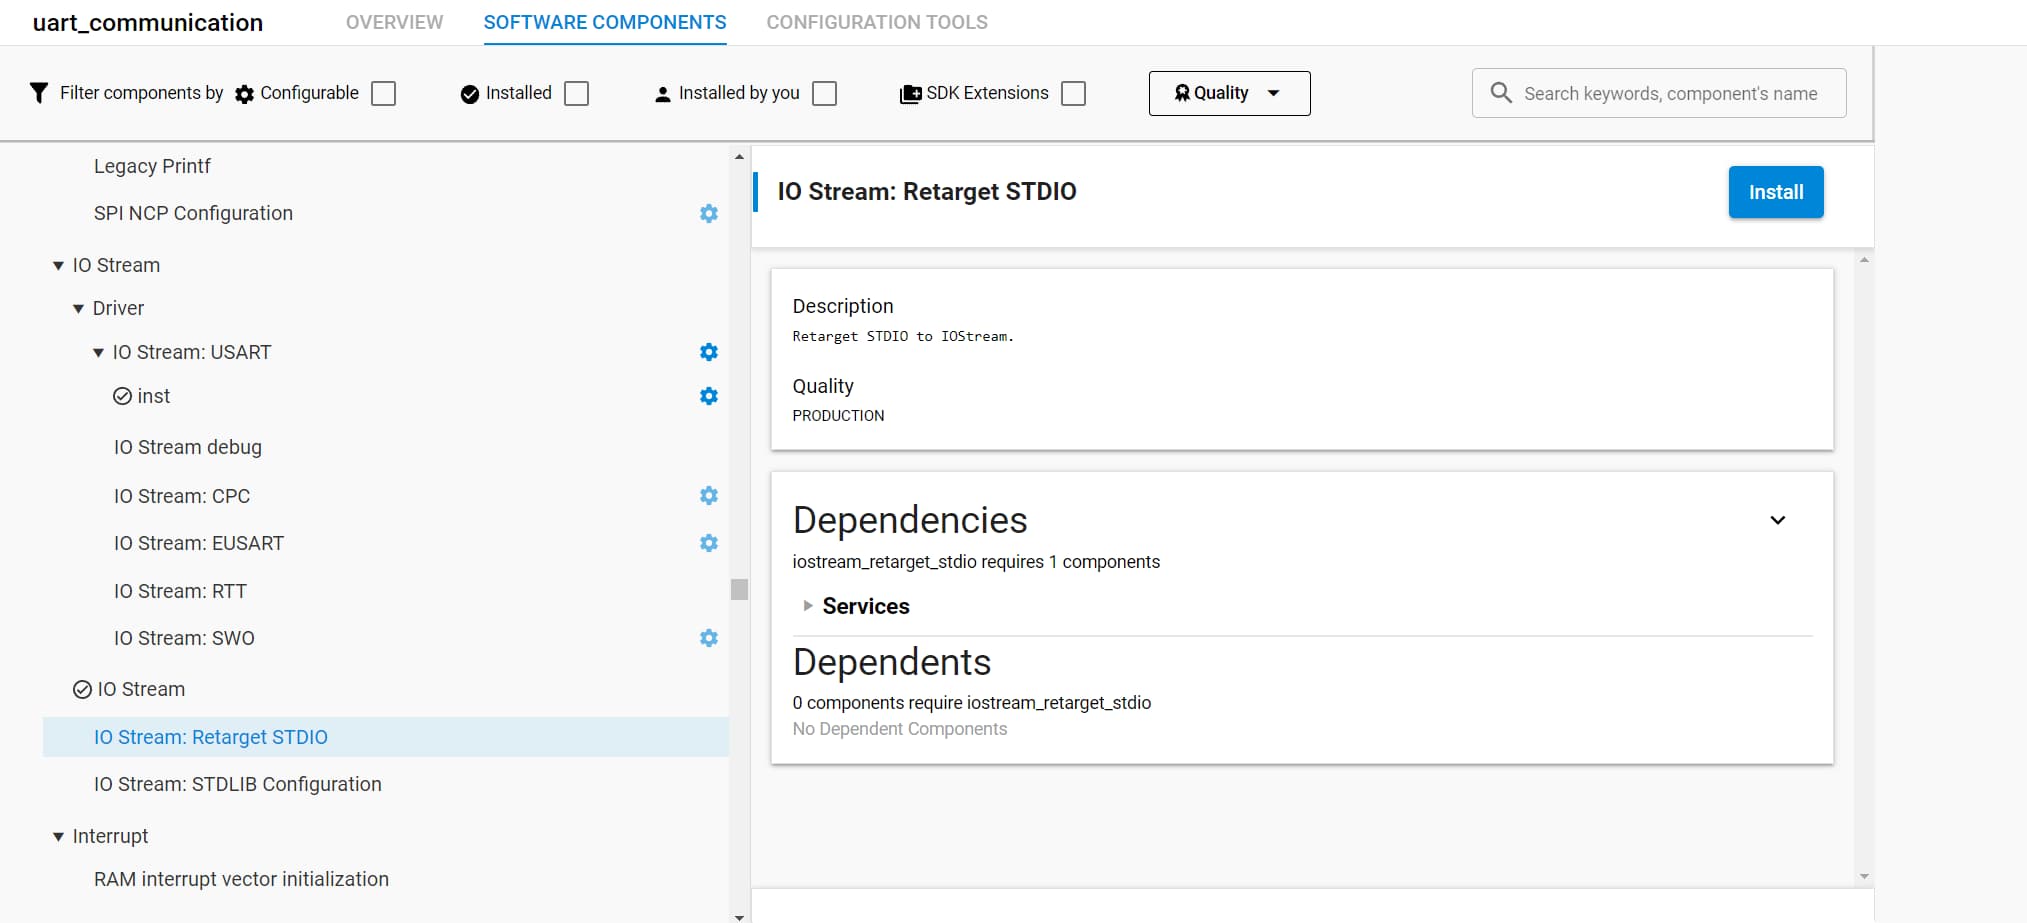 uart_communication OVERVIEW SOFTWARE COMPONENTS CONFIGURATION TOOLS
Filter components by Configurable Installed Installed by you SDK Extensions Quality Search keywords, component's name
Legacy Printf
SPI NCP Configuration
IO Stream
Driver
IO Stream: USART
inst
IO Stream debug
IO Stream: CPC
IO Stream: EUSART
IO Stream: RTT
IO Stream: SWO
IO Stream
IO Stream: Retarget STDIO
IO Stream: STDLIB Configuration
Interrupt
RAM interrupt vector initialization
IO Stream: Retarget STDIO
Install
Description
Retarget STDIO to IOStream.
Quality
PRODUCTION
Dependencies
iostream_retarget_stdio requires 1 components
Services
Dependents
0 components require iostream_retarget_stdio
No Dependent Components